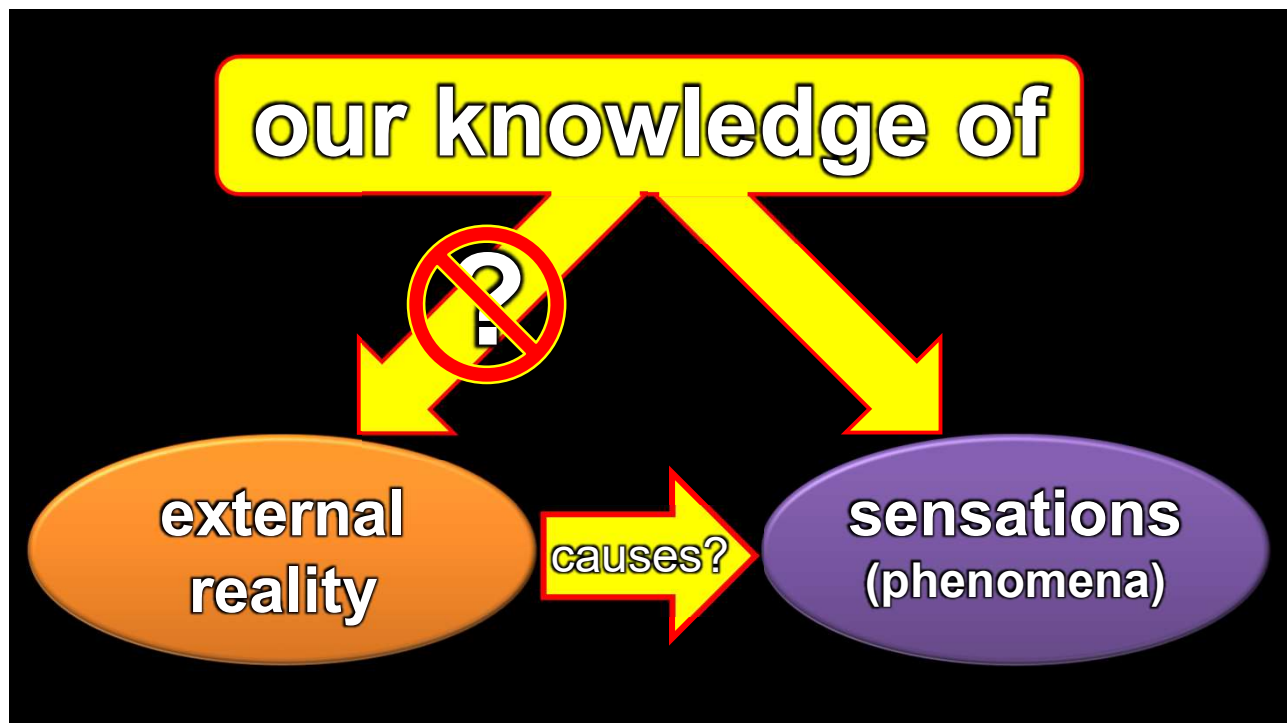 our knowledge of
?
external
reality
causes?
sensations
(phenomena)